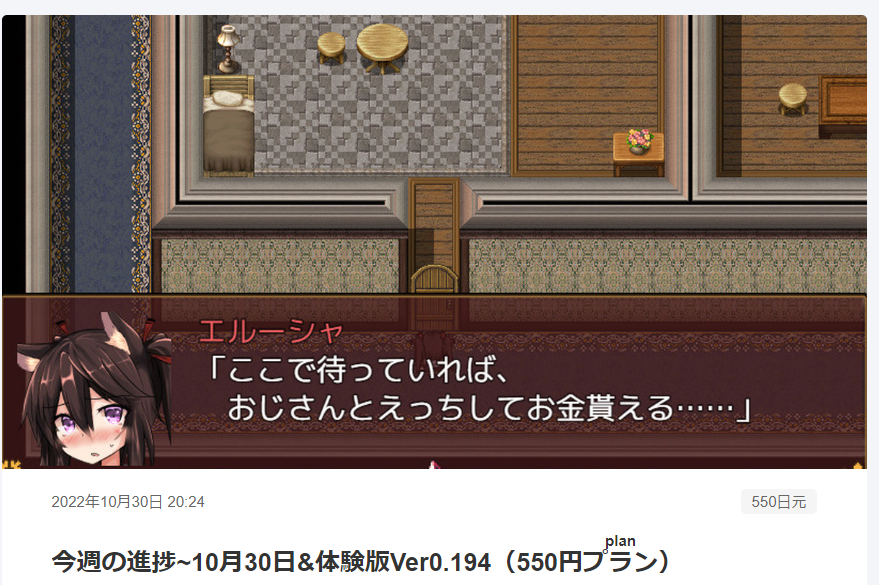 エルーシャ
「ここで待っていれば、
おじさんとえっちしてお金貰える……」
2022年10月30日 20:24
550日元
plan
今週の進捗~10月30日&体験版Ver0.194（550円プラン）